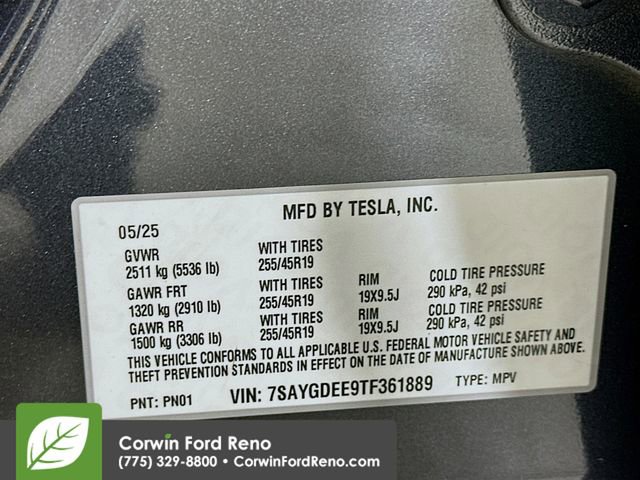 MFD BY TESLA, INC.
05/25
GVWR WITH TIRES
2511 kg (5536 lb) 255/45R19
GAWR FRT WITH TIRES RIM COLD TIRE PRESSURE
1320 kg (2910 lb) 255/45R19 19X9.5J 290 kPa, 42 psi
GAWR RR WITH TIRES RIM COLD TIRE PRESSURE
1500 kg (3306 lb) 255/45R19 19X9.5J 290 kPa, 42 psi
THIS VEHICLE CONFORMS TO ALL APPLICABLE U.S. FEDERAL MOTOR VEHICLE SAFETY AND
THEFT PREVENTION STANDARDS IN EFFECT ON THE DATE OF MANUFACTURE SHOWN ABOVE.
PNT: PN01 VIN: 7SAYGDEE9TF361889 TYPE: MPV
Corwin Ford Reno
(775) 329-8800 • CorwinFordReno.com